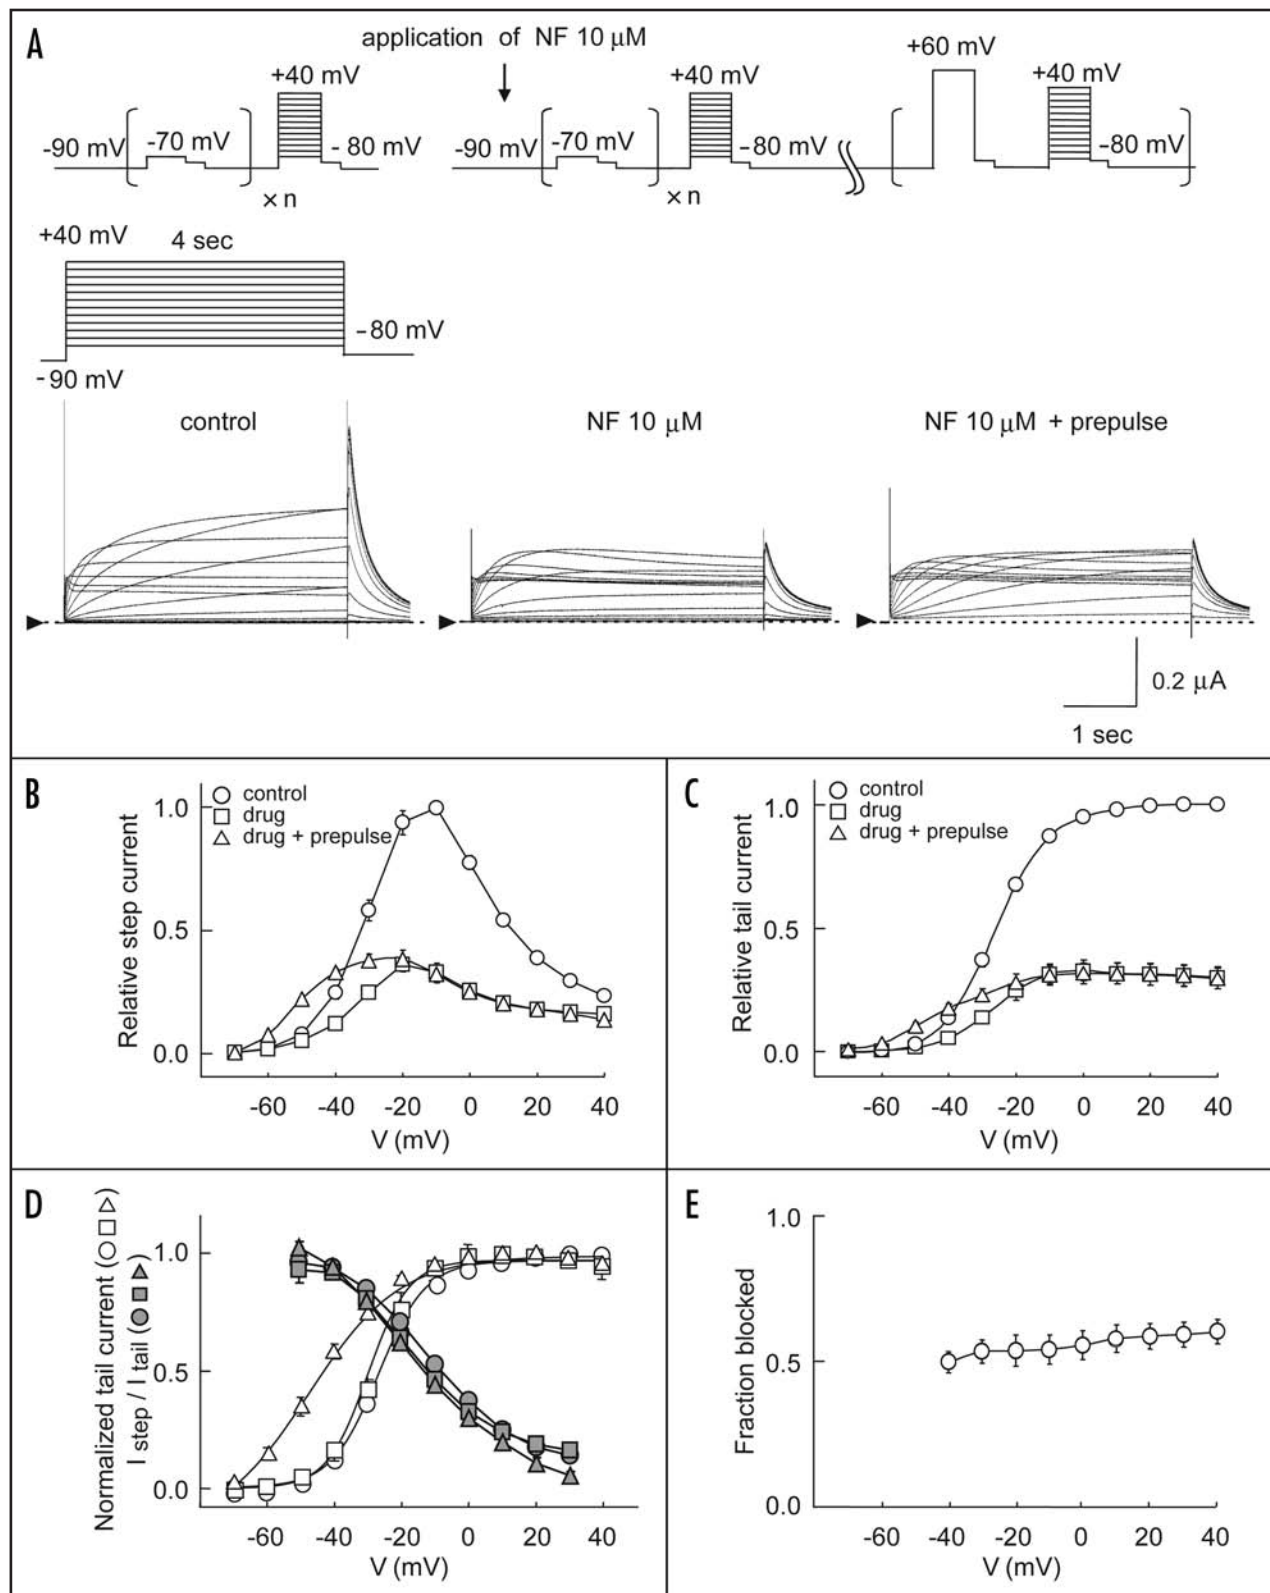 A
application of NF 10 μM
+60 mV
+40 mV
+40 mV
+40 mV
-90 mV
-70 mV
- 80 mV
-90 mV
-70 mV
-80 mV
-80 mV
× n
× n
+40 mV
4 sec
-80 mV
- 90 mV
control
NF 10 μM
NF 10 μM + prepulse
0.2 μA
1 sec
B
control
drug
drug + prepulse
Relative step current
1.0
0.5
0.0
-60 -40 -20 0 20 40
V (mV)
C
control
drug
drug + prepulse
Relative tail current
1.0
0.5
0.0
-60 -40 -20 0 20 40
V (mV)
D
Normalized tail current (○□△)
I step / I tail (●■▲)
1.0
0.5
0.0
-60 -40 -20 0 20 40
V (mV)
E
Fraction blocked
1.0
0.5
0.0
-60 -40 -20 0 20 40
V (mV)